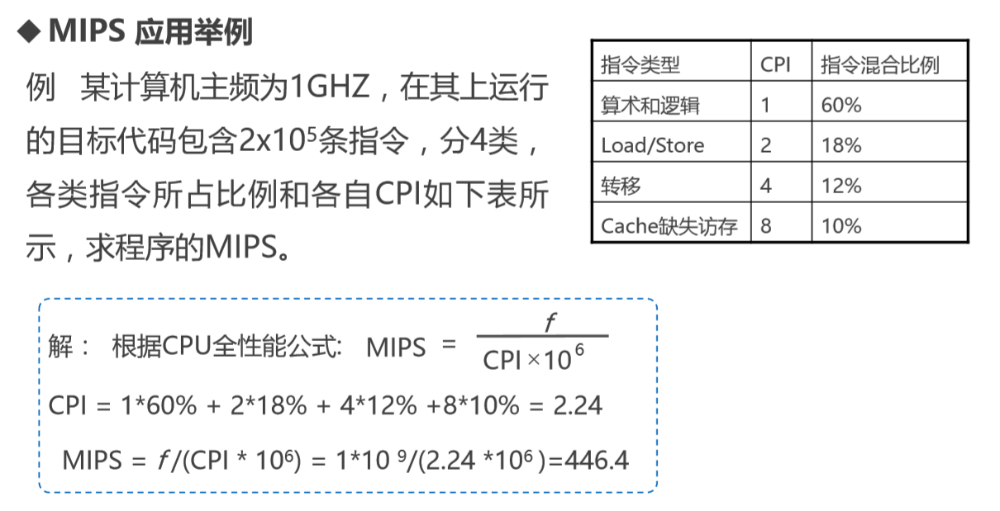 ◆ MIPS 应用举例
例 某计算机主频为1GHZ，在其上运行
的目标代码包含2x10⁵条指令，分4类，
各类指令所占比例和各自CPI如下表所
示，求程序的MIPS。
指令类型 CPI 指令混合比例
算术和逻辑 1 60%
Load/Store 2 18%
转移 4 12%
Cache缺失访存 8 10%
解： 根据CPU全性能公式: MIPS = f / CPI×10⁶
CPI = 1*60% + 2*18% + 4*12% +8*10% = 2.24
MIPS = f/(CPI * 10⁶) = 1*10 ⁹/(2.24 *10⁶ )=446.4